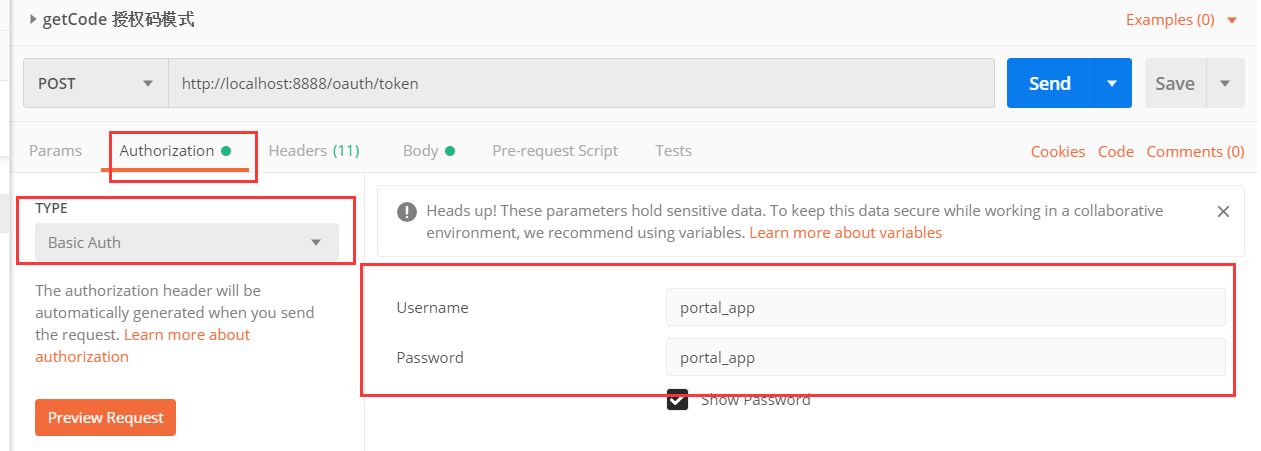 getCode 授权码模式
Examples (0)
POST
http://localhost:8888/oauth/token
Send
Save
Params
Authorization
Headers (11)
Body
Pre-request Script
Tests
Cookies
Code
Comments (0)
TYPE
Basic Auth
The authorization header will be
automatically generated when you send
the request. Learn more about
authorization
Preview Request
Heads up! These parameters hold sensitive data. To keep this data secure while working in a collaborative
environment, we recommend using variables. Learn more about variables
Username
portal_app
Password
portal_app
Show Password